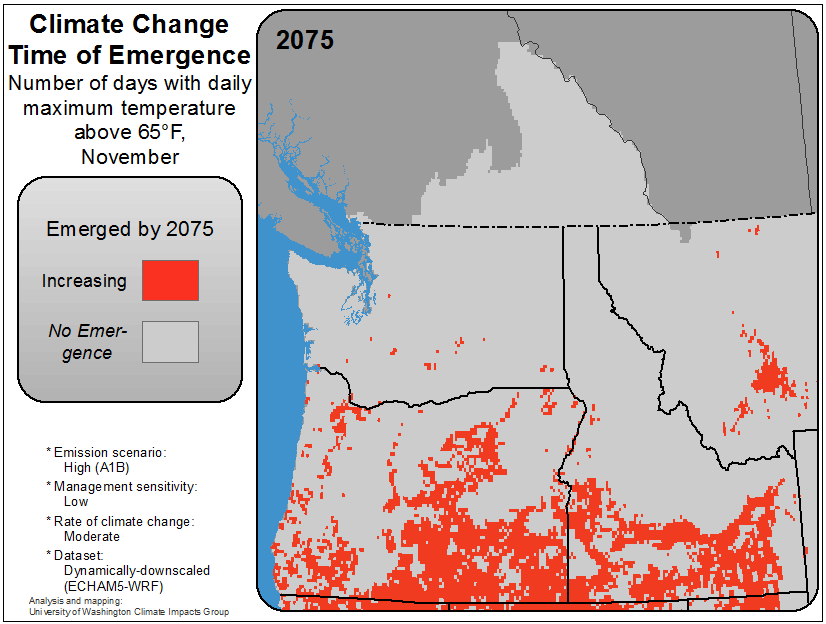 Climate Change
Time of Emergence
Number of days with daily
maximum temperature
above 65°F,
November
2075
Emerged by 2075
Increasing
No Emer-
gence
* Emission scenario:
High (A1B)
* Management sensitivity:
Low
* Rate of climate change:
Moderate
* Dataset:
Dynamically-downscaled
(ECHAM5-WRF)
Analysis and mapping:
University of Washington Climate Impacts Group